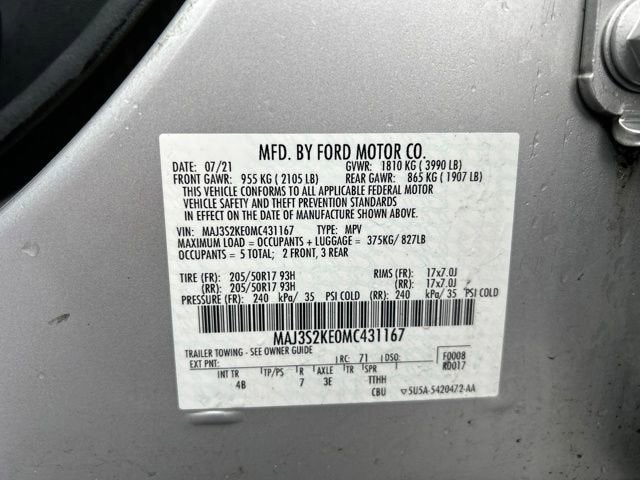 MFD. BY FORD MOTOR CO.
DATE: 07/21 GVWR: 1810 KG ( 3990 LB)
FRONT GAWR: 955 KG ( 2105 LB) REAR GAWR: 865 KG ( 1907 LB)
THIS VEHICLE CONFORMS TO ALL APPLICABLE FEDERAL MOTOR
VEHICLE SAFETY AND THEFT PREVENTION STANDARDS
IN EFFECT ON THE DATE OF MANUFACTURE SHOWN ABOVE.
VIN: MAJ3S2KE0MC431167 TYPE: MPV
MAXIMUM LOAD = OCCUPANTS + LUGGAGE = 375KG/ 827LB
OCCUPANTS = 5 TOTAL; 2 FRONT, 3 REAR
TIRE (FR): 205/50R17 93H RIMS (FR): 17x7.0J
(RR): 205/50R17 93H (RR): 17x7.0J
PRESSURE (FR): 240 kPa/ 35 PSI COLD (RR): 240 kPa/ 35 PSI COLD
MAJ3S2KE0MC431167
TRAILER TOWING - SEE OWNER GUIDE
EXT PNT: RC: 71 DSO: F0008
RD017
INT TR TP/PS R AXLE TR SPR
4B 7 3E TTHH
CBU 5U5A-5420472-AA